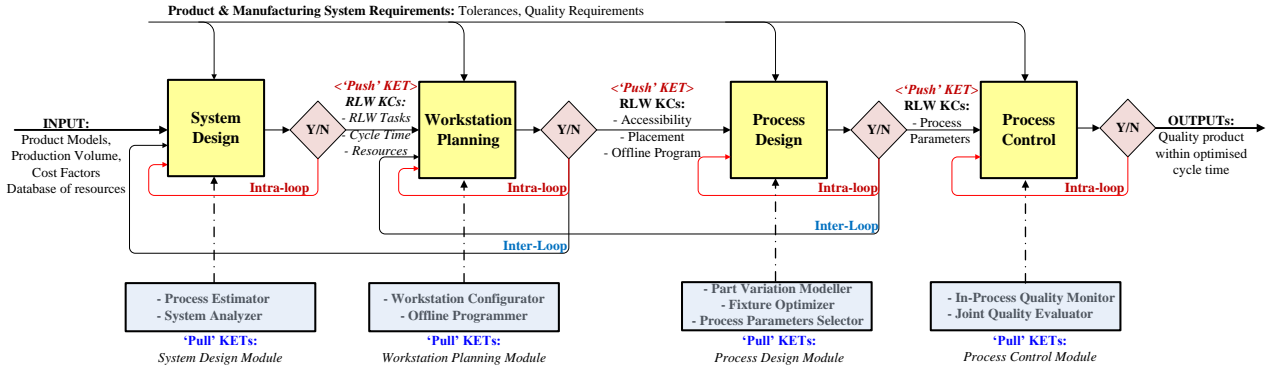 Product & Manufacturing System Requirements: Tolerances, Quality Requirements
INPUT:
Product Models,
Production Volume,
Cost Factors
Database of resources
System
Design
Y/N
Intra-loop
<‘Push’ KET>
RLW KCs:
- RLW Tasks
- Cycle Time
- Resources
Workstation
Planning
Y/N
Intra-loop
Inter-Loop
<‘Push’ KET>
RLW KCs:
- Accessibility
- Placement
- Offline Program
Process
Design
Y/N
Intra-loop
Inter-Loop
<‘Push’ KET>
RLW KCs:
- Process
Parameters
Process
Control
Y/N
Intra-loop
OUTPUTs:
Quality product
within optimised
cycle time
- Process Estimator
- System Analyzer
‘Pull’ KETs:
System Design Module
- Workstation Configurator
- Offline Programmer
‘Pull’ KETs:
Workstation Planning Module
- Part Variation Modeller
- Fixture Optimizer
- Process Parameters Selector
‘Pull’ KETs:
Process Design Module
- In-Process Quality Monitor
- Joint Quality Evaluator
‘Pull’ KETs:
Process Control Module